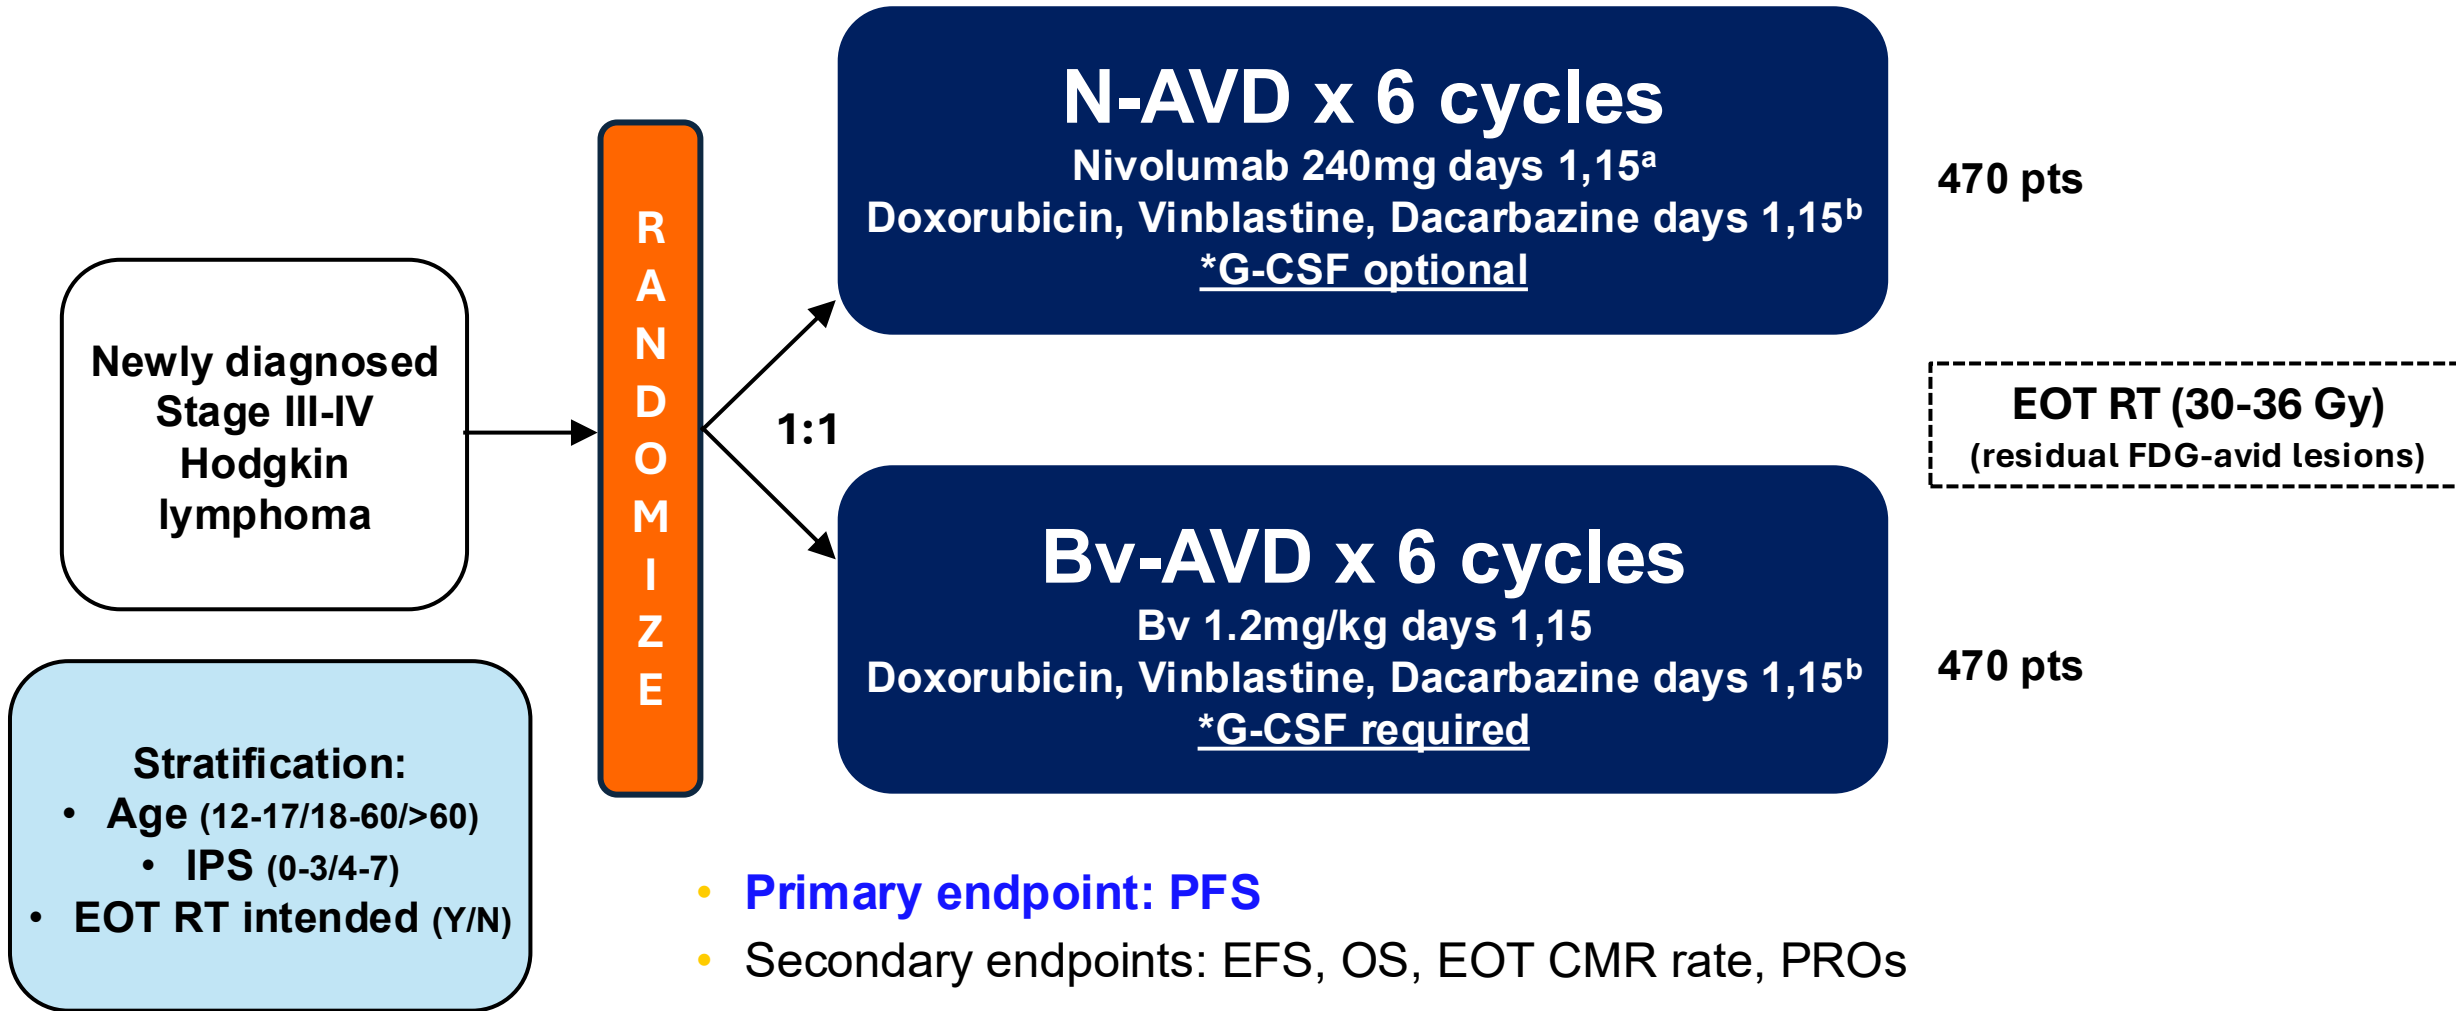 Newly diagnosed
Stage III-IV
Hodgkin
lymphoma
Stratification:
• Age (12-17/18-60/>60)
• IPS (0-3/4-7)
• EOT RT intended (Y/N)
R
A
N
D
O
M
I
Z
E
1:1
N-AVD x 6 cycles
Nivolumab 240mg days 1,15ᵃ
Doxorubicin, Vinblastine, Dacarbazine days 1,15ᵇ
*G-CSF optional
470 pts
EOT RT (30-36 Gy)
(residual FDG-avid lesions)
Bv-AVD x 6 cycles
Bv 1.2mg/kg days 1,15
Doxorubicin, Vinblastine, Dacarbazine days 1,15ᵇ
*G-CSF required
470 pts
• Primary endpoint: PFS
• Secondary endpoints: EFS, OS, EOT CMR rate, PROs